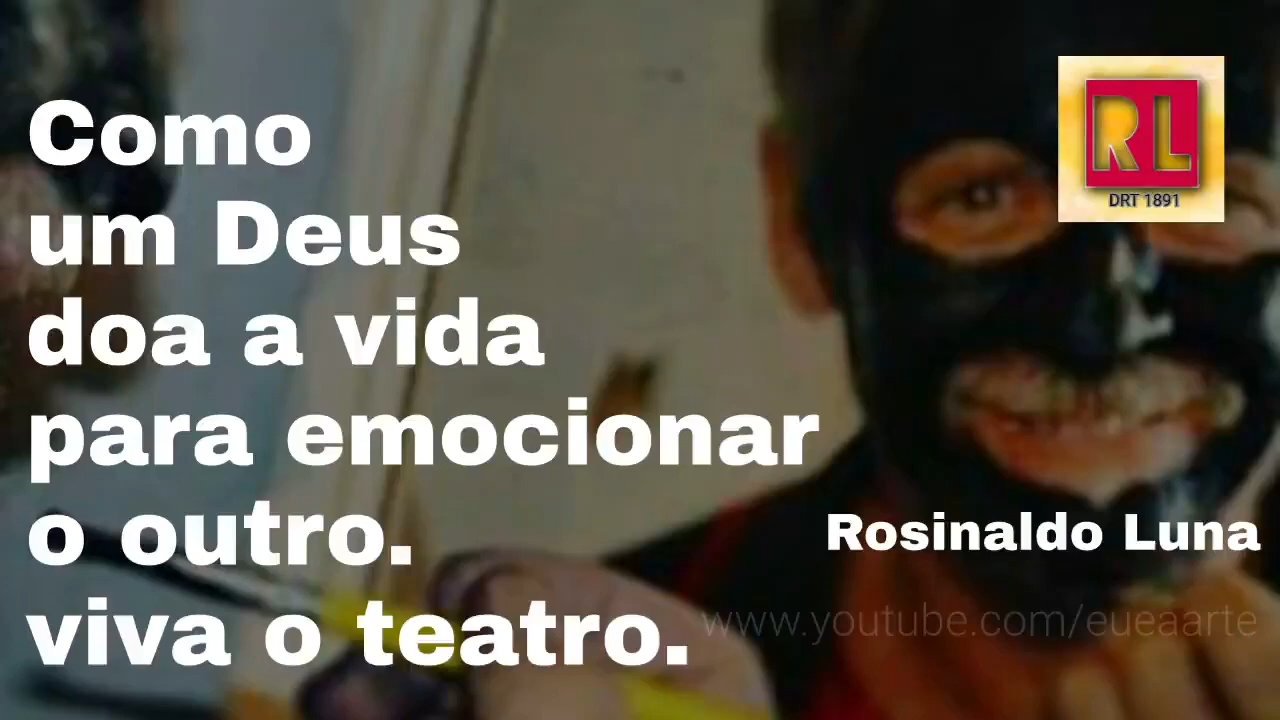 Como
um Deus
doa a vida
para emocionar
o outro.
viva o teatro.
RL
DRT 1891
Rosinaldo Luna
www.youtube.com/eueaarte